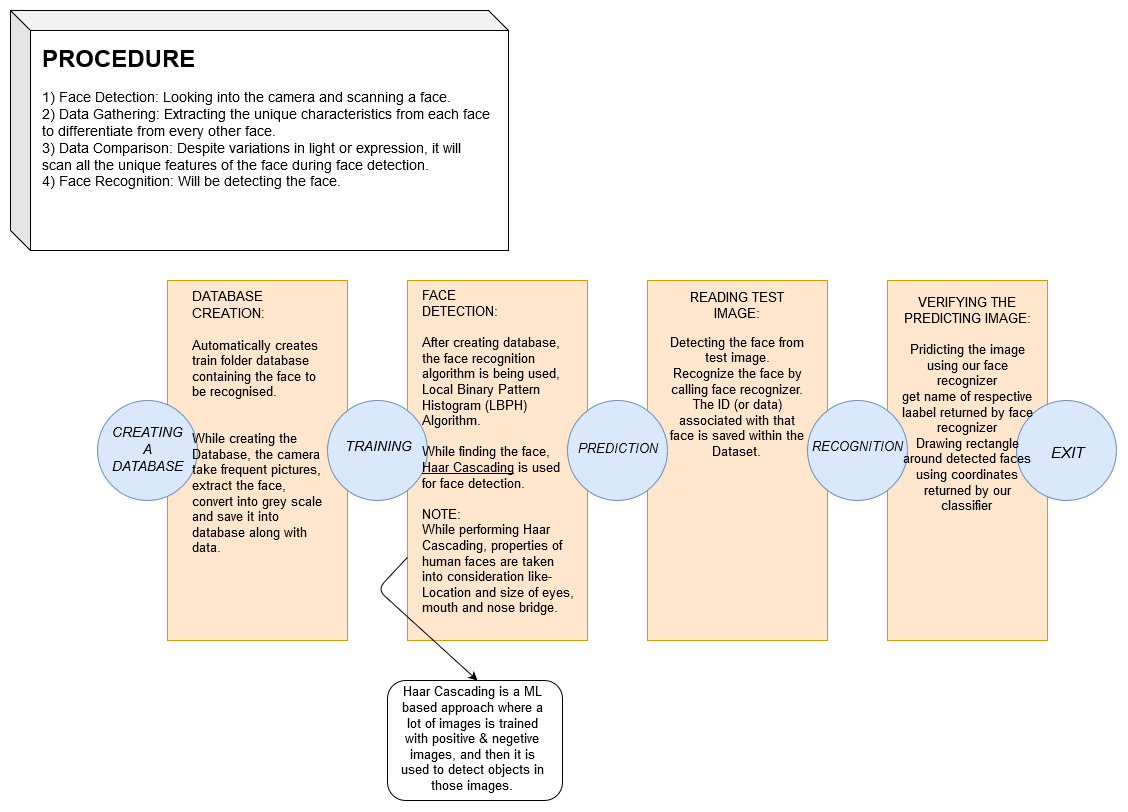 PROCEDURE
1) Face Detection: Looking into the camera and scanning a face.
2) Data Gathering: Extracting the unique characteristics from each face
to differentiate from every other face.
3) Data Comparison: Despite variations in light or expression, it will
scan all the unique features of the face during face detection.
4) Face Recognition: Will be detecting the face.
CREATING
A
DATABASE
DATABASE
CREATION:
Automatically creates
train folder database
containing the face to
be recognised.
While creating the
Database, the camera
take frequent pictures,
extract the face,
convert into grey scale
and save it into
database along with
data.
TRAINING
FACE
DETECTION:
After creating database,
the face recognition
algorithm is being used,
Local Binary Pattern
Histogram (LBPH)
Algorithm.
While finding the face,
Haar Cascading is used
for face detection.
NOTE:
While performing Haar
Cascading, properties of
human faces are taken
into consideration like-
Location and size of eyes,
mouth and nose bridge.
Haar Cascading is a ML
based approach where a
lot of images is trained
with positive & negetive
images, and then it is
used to detect objects in
those images.
PREDICTION
READING TEST
IMAGE:
Detecting the face from
test image.
Recognize the face by
calling face recognizer.
The ID (or data)
associated with that
face is saved within the
Dataset.
RECOGNITION
VERIFYING THE
PREDICTING IMAGE:
Pridicting the image
using our face
recognizer
get name of respective
laabel returned by face
recognizer
Drawing rectangle
around detected faces
using coordinates
returned by our
classifier
EXIT